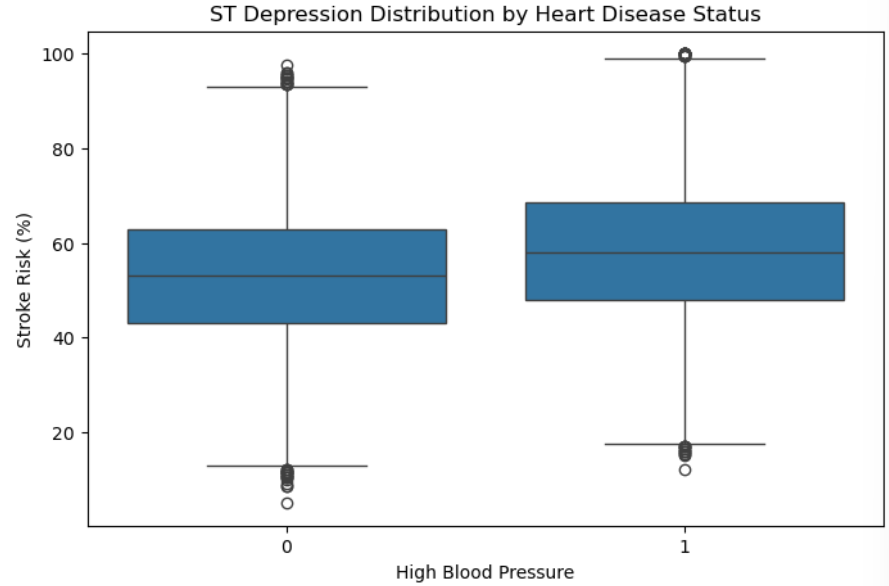 ST Depression Distribution by Heart Disease Status
100
80
60
40
20
Stroke Risk (%)
0
1
High Blood Pressure